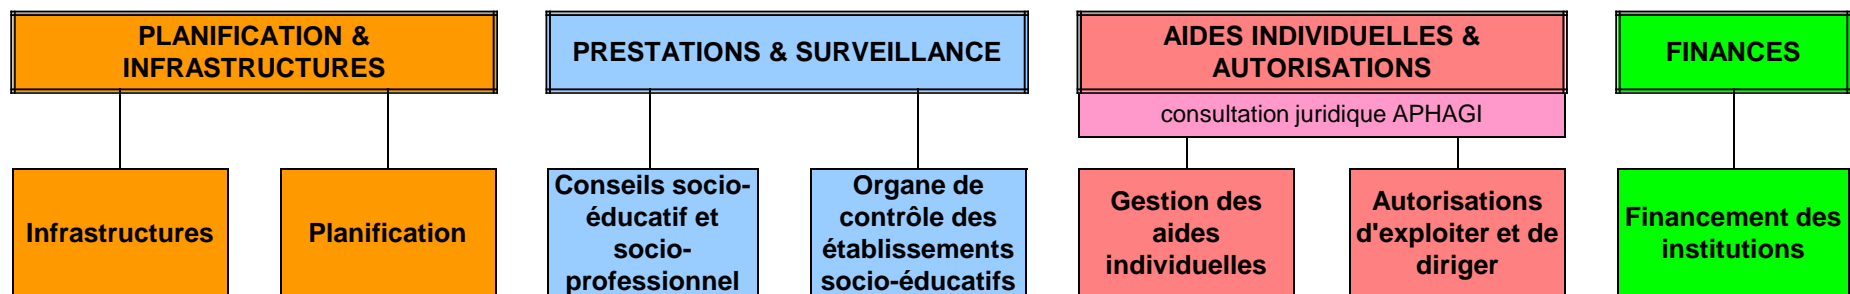 PLANIFICATION &
INFRASTRUCTURES
PRESTATIONS & SURVEILLANCE
AIDES INDIVIDUELLES &
AUTORISATIONS
FINANCES
consultation juridique APHAGI
Infrastructures
Planification
Conseils socio-
éducatif et
socio-
professionnel
Organe de
contrôle des
établissements
socio-éducatifs
Gestion des
aides
individuelles
Autorisations
d'exploiter et de
diriger
Financement des
institutions